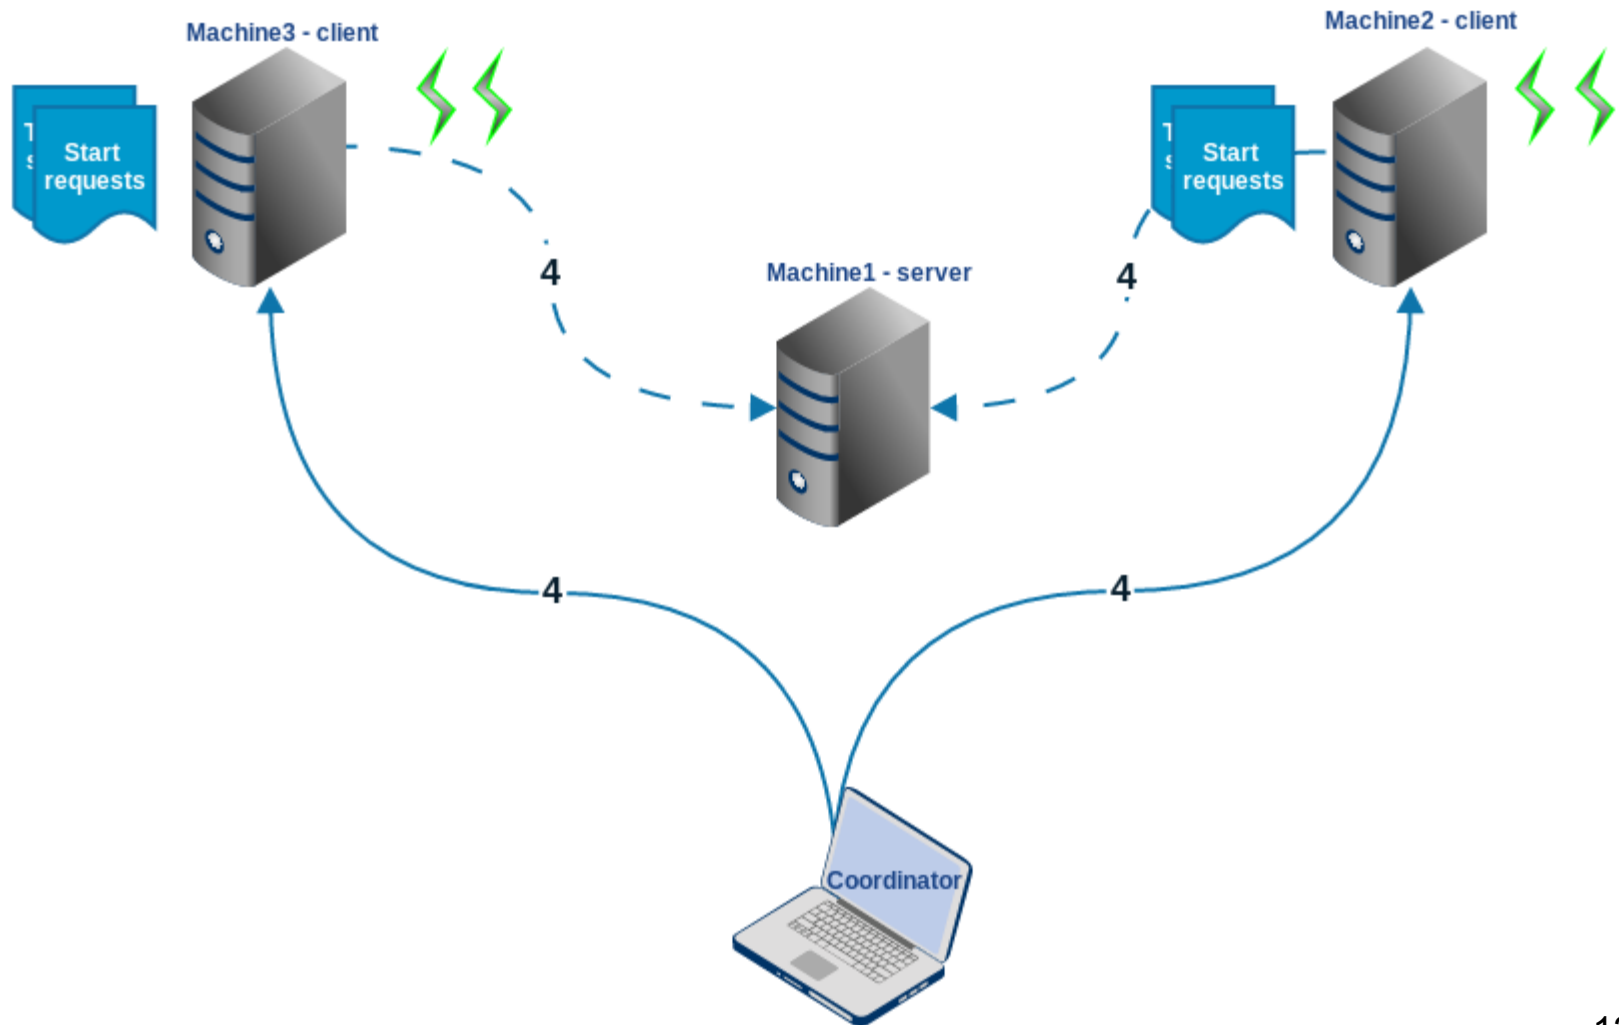 Machine3 - client
Machine2 - client
Start
requests
Start
requests
4
Machine1 - server
4
4
4
Coordinator